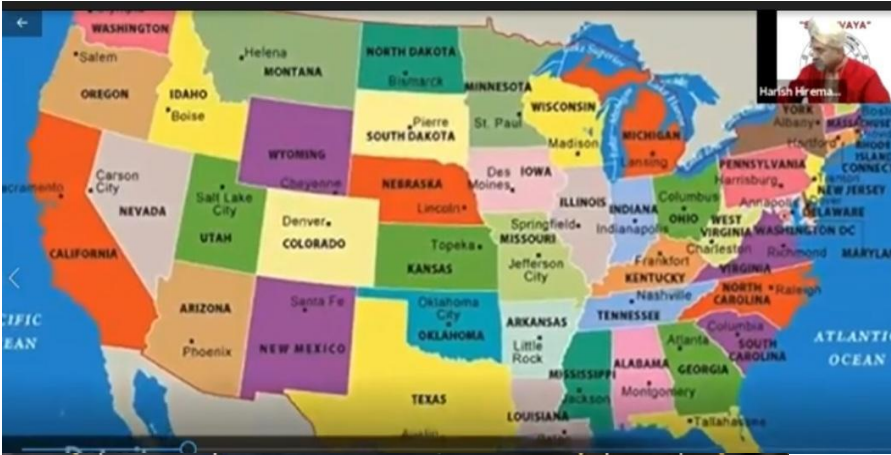 WASHINGTON
Salem
OREGON
IDAHO
Boise
Helena
MONTANA
NORTH DAKOTA
Bismarck
MINNESOTA
St. Paul
Pierre
SOUTH DAKOTA
WISCONSIN
Madison
Lake Superior
MICHIGAN
Lansing
Harish Hirema...
YORK
Albany
Hartford
WYOMING
Cheyenne
NEBRASKA
Lincoln
Des
Moines
IOWA
ILLINOIS
Springfield
INDIANA
Indianapolis
Columbus
OHIO
PENNSYLVANIA
Harrisburg
NEW JERSEY
DELAWARE
WASHINGTON DC
WEST
VIRGINIA
Charleston
Richmond
VIRGINIA
Carson
City
NEVADA
Salt Lake
City
UTAH
Denver
COLORADO
Topeka
KANSAS
MISSOURI
Jefferson
City
Frankfort
KENTUCKY
CALIFORNIA
ARIZONA
Phoenix
Santa Fe
NEW MEXICO
Oklahoma
City
OKLAHOMA
ARKANSAS
Little
Rock
Nashville
TENNESSEE
NORTH
CAROLINA
Raleigh
Columbia
SOUTH
CAROLINA
Atlanta
GEORGIA
ALABAMA
Montgomery
MISSISSIPPI
Jackson
TEXAS
LOUISIANA
Tallahassee
OCEAN